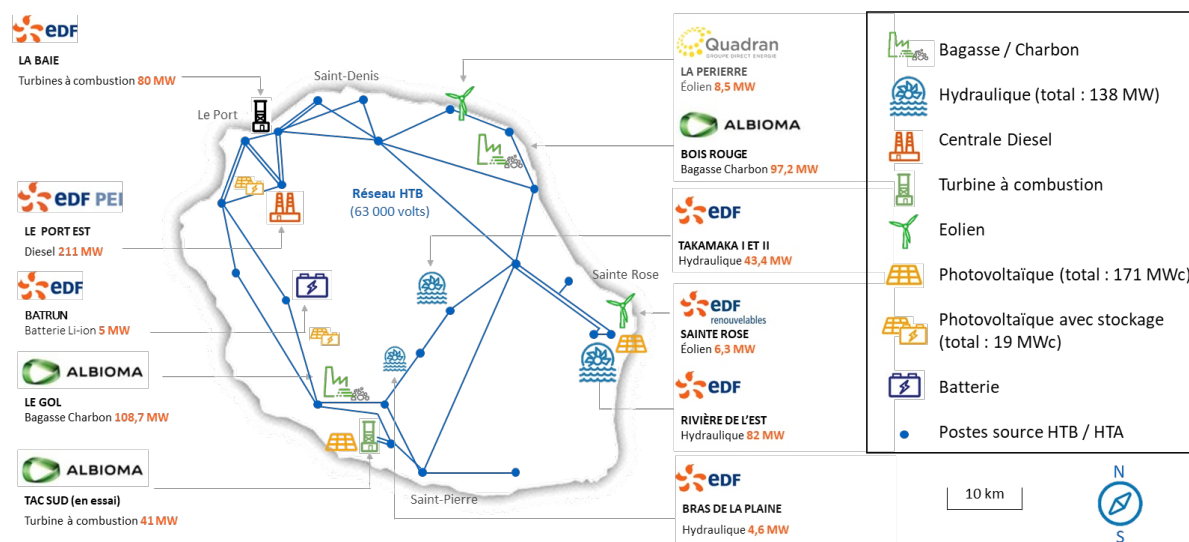 edf
LA BAIE
Turbines à combustion 80 MW
edf PEI
LE PORT EST
Diesel 211 MW
edf
BATRUN
Batterie Li-ion 5 MW
ALBIOMA
LE GOL
Bagasse Charbon 108,7 MW
ALBIOMA
TAC SUD (en essai)
Turbine à combustion 41 MW
Saint-Denis
Le Port
Réseau HTB
(63 000 volts)
Sainte Rose
Saint-Pierre
Quadran
GROUPE DIRECT ENERGIE
LA PERIERRE
Éolien 8,5 MW
ALBIOMA
BOIS ROUGE
Bagasse Charbon 97,2 MW
edf
TAKAMAKA I ET II
Hydraulique 43,4 MW
edf
renouvelables
SAINTE ROSE
Éolien 6,3 MW
edf
RIVIÈRE DE L'EST
Hydraulique 82 MW
edf
BRAS DE LA PLAINE
Hydraulique 4,6 MW
Bagasse / Charbon
Hydraulique (total : 138 MW)
Centrale Diesel
Turbine à combustion
Eolien
Photovoltaïque (total : 171 MWc)
Photovoltaïque avec stockage
(total : 19 MWc)
Batterie
Postes source HTB / HTA
10 km
N
S